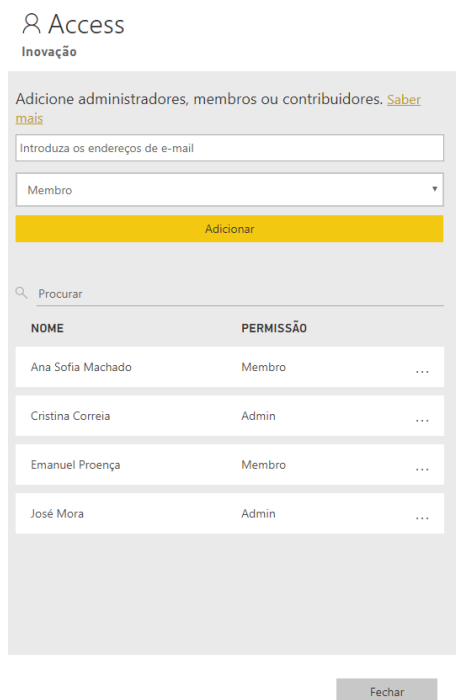 Access
Inovação
Adicione administradores, membros ou contribuidores. Saber
mais
Introduza os endereços de e-mail
Membro
Adicionar
Procurar
NOME PERMISSÃO
Ana Sofia Machado Membro ...
Cristina Correia Admin ...
Emanuel Proença Membro ...
José Mora Admin ...
Fechar